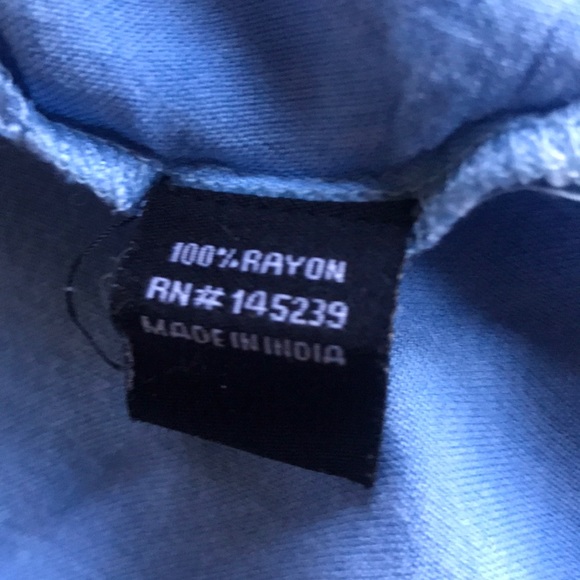 100% RAYON
RN# 145239
MADE IN INDIA